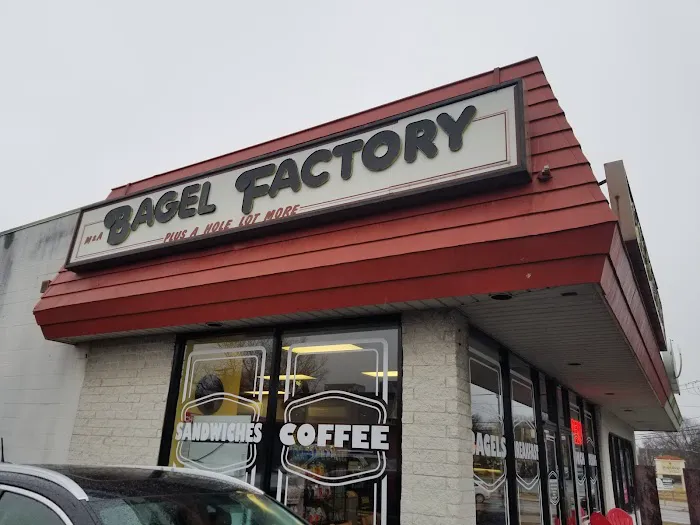 M&A BAGEL FACTORY
PLUS A HOLE LOT MORE
SANDWICHES
COFFEE
BAGELS